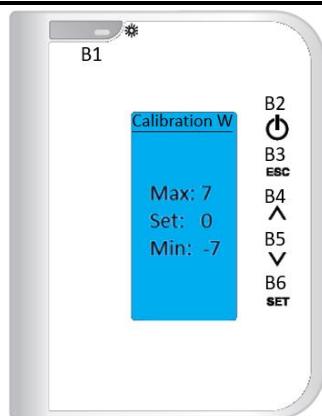 B1
Calibration W
Max: 7
Set: 0
Min: -7
B2
B3
ESC
B4
B5
B6
SET